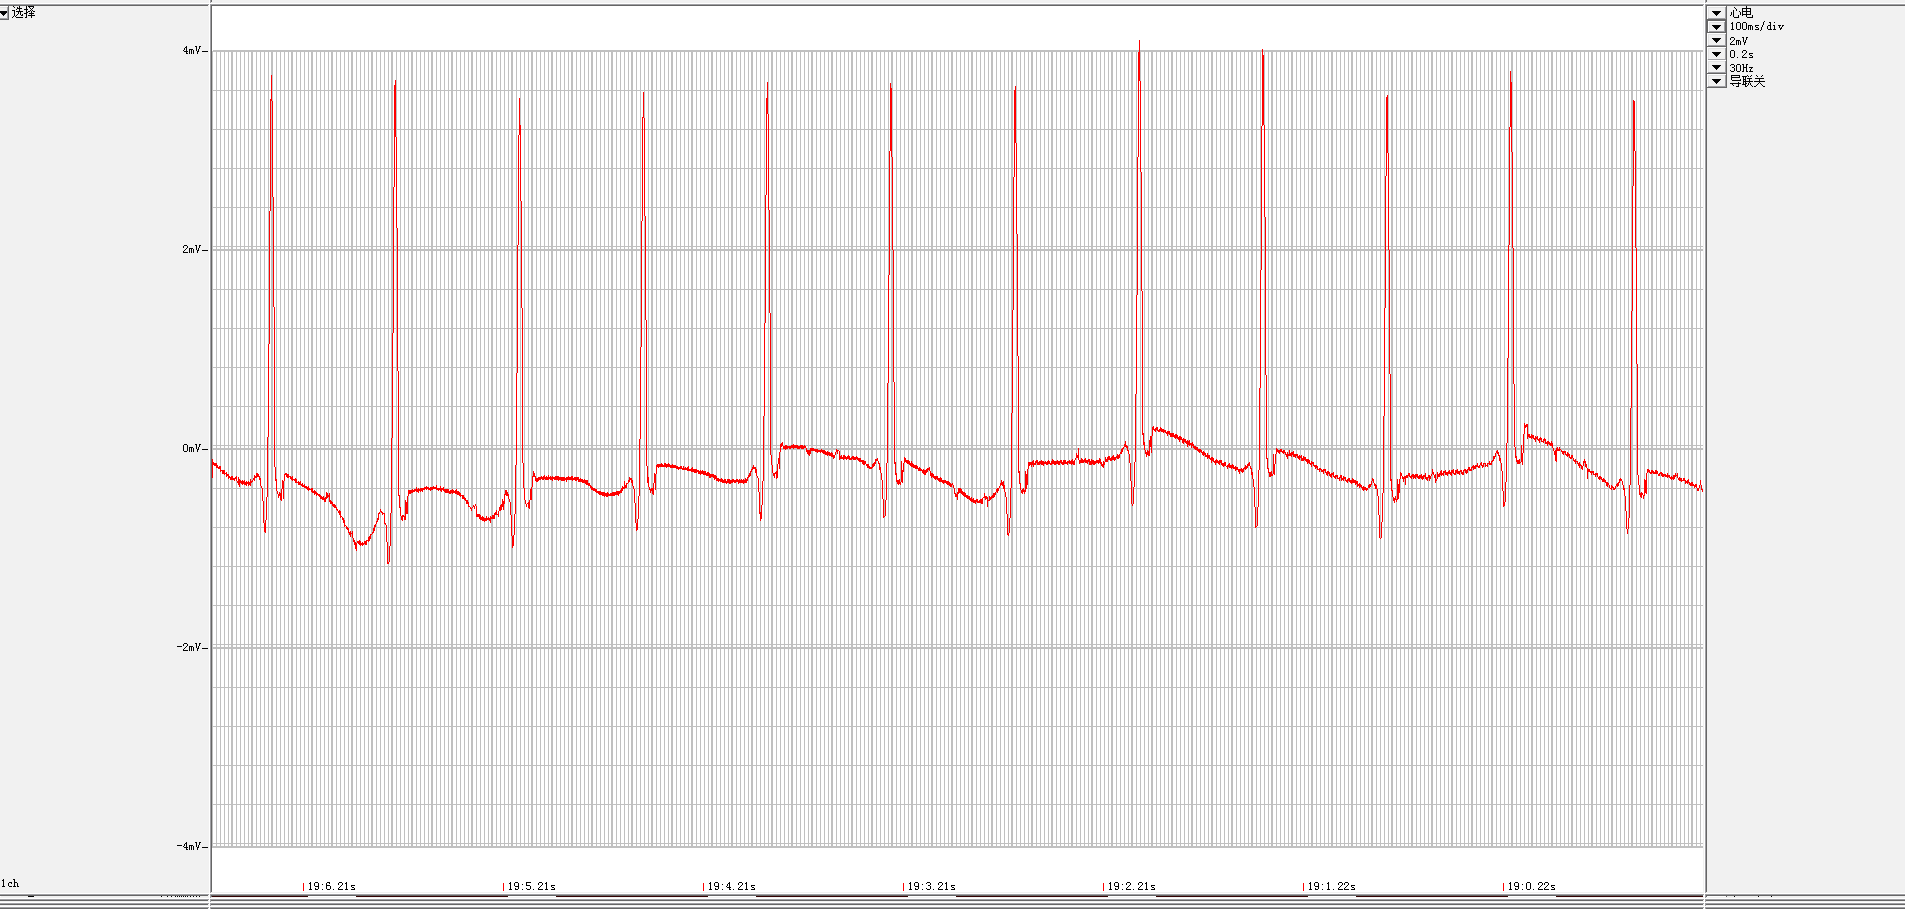 选择
心电
100ms/div
2mV
0.2s
30Hz
导联关
4mV
2mV
0mV
-2mV
-4mV
1ch
19:6.21s
19:5.21s
19:4.21s
19:3.21s
19:2.21s
19:1.22s
19:0.22s